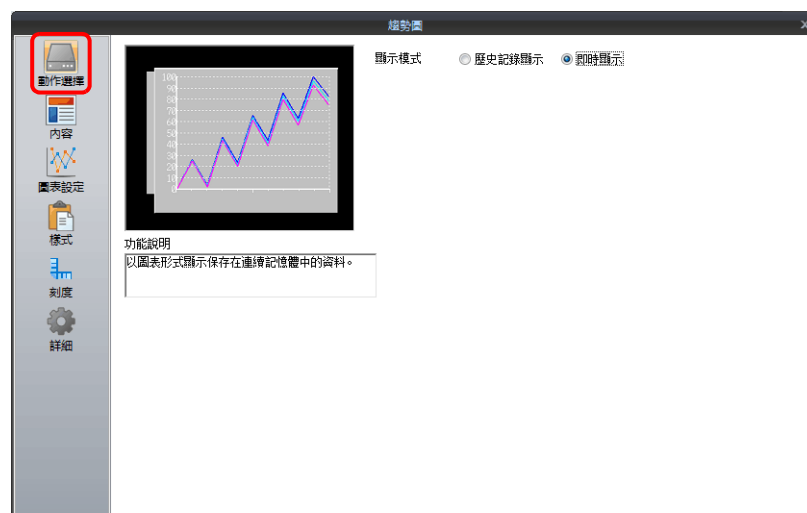 趨勢圖
x
動作選擇
內容
圖表設定
樣式
刻度
詳細
100
90
80
70
60
50
40
30
20
10
0
顯示模式
歷史記錄顯示
即時顯示
功能說明
以圖表形式顯示保存在連續記憶體中的資料。